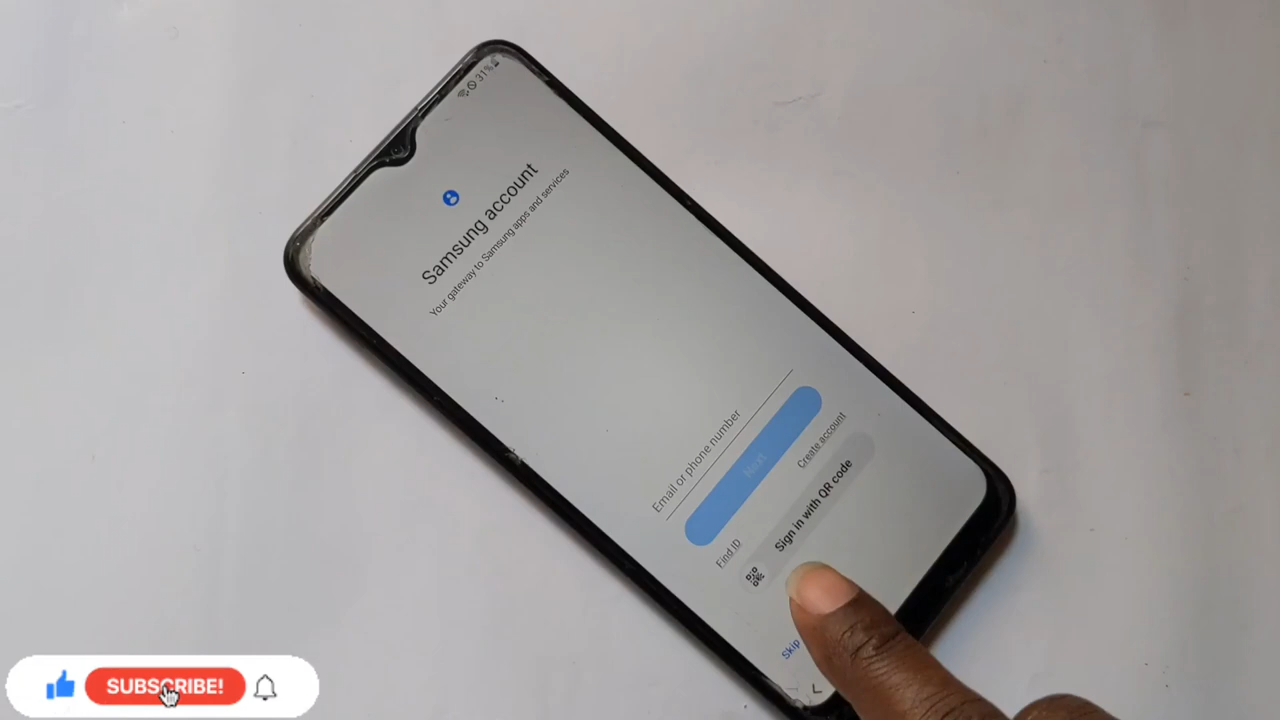 31%
Samsung account
Your gateway to Samsung apps and services
Email or phone number
Next
Find ID
Create account
Sign in with QR code
Skip
SUBSCRIBE!